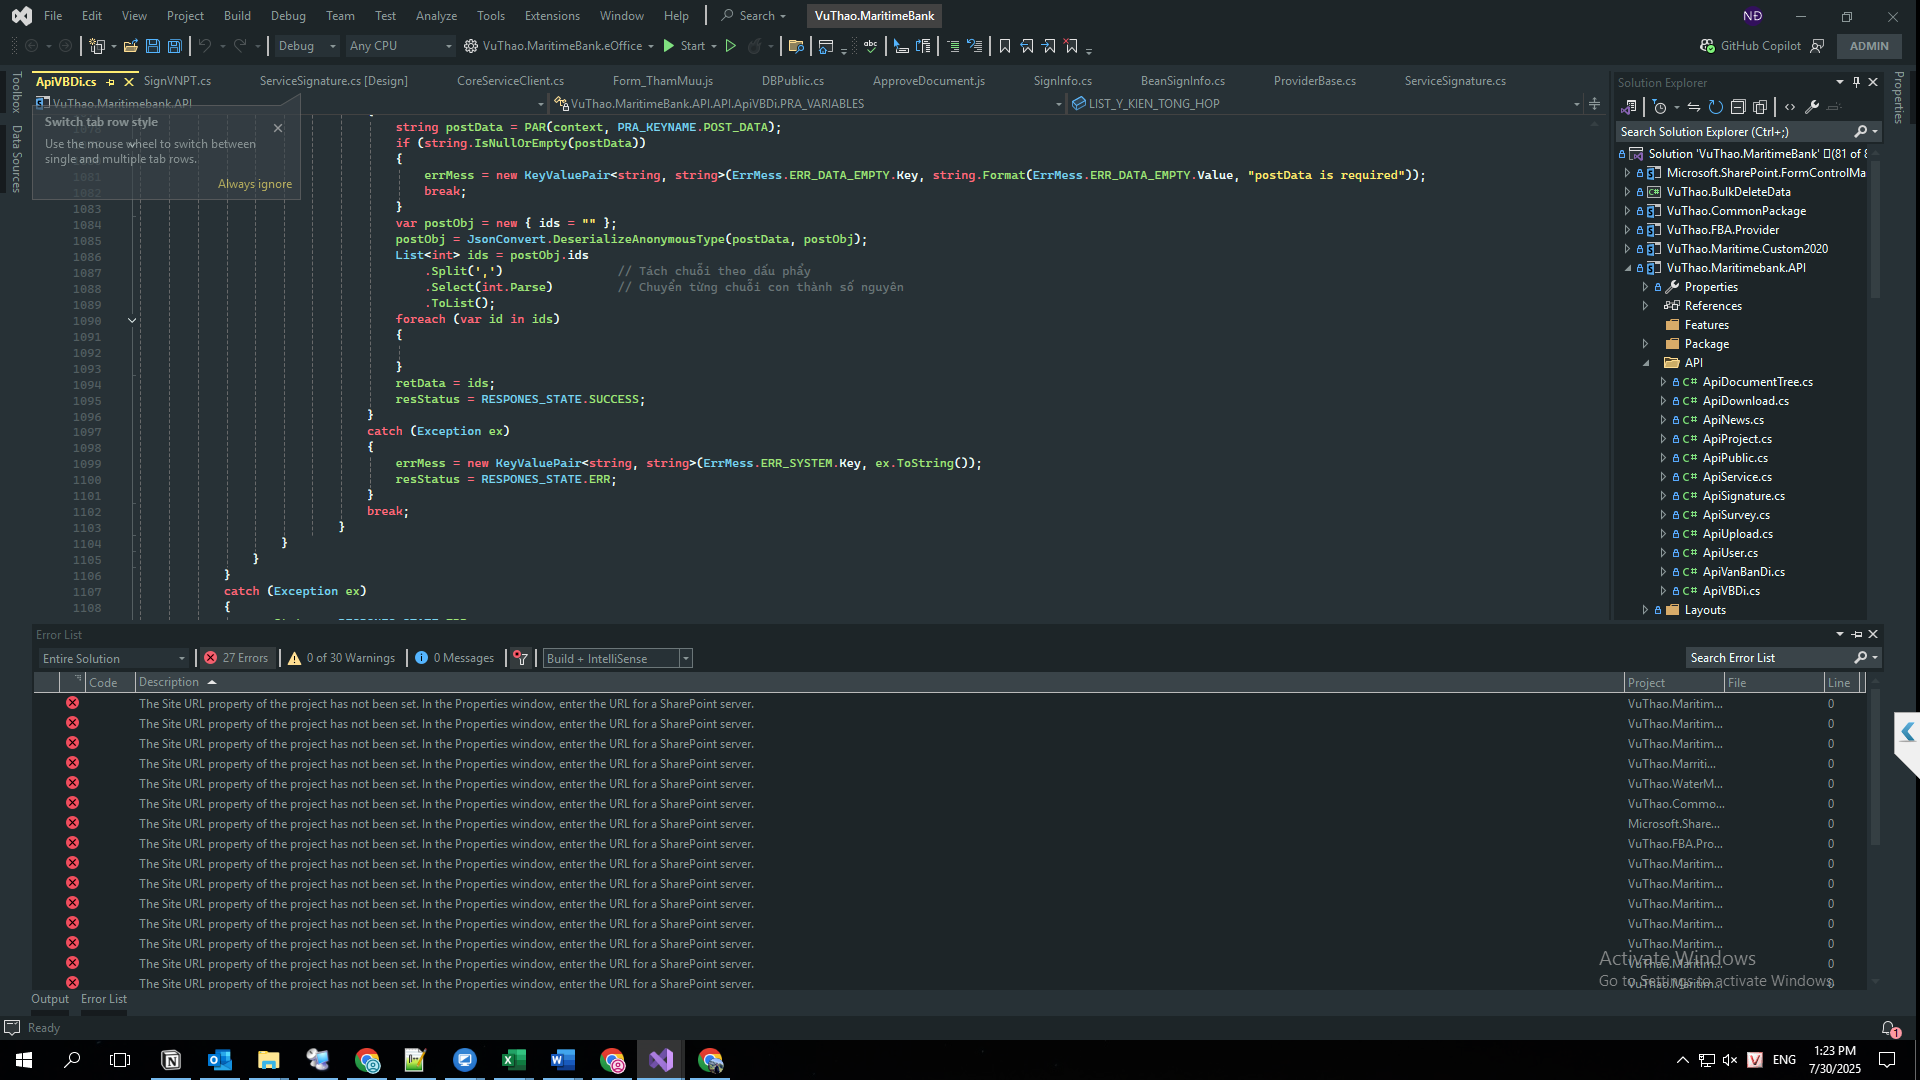 File Edit View Project Build Debug Team Test Analyze Tools Extensions Window Help Search VuThao.MaritimeBank NĐ
Debug Any CPU VuThao.MaritimeBank.eOffice Start abc GitHub Copilot ADMIN
ApiVBDi.cs SignVNPT.cs ServiceSignature.cs [Design] CoreServiceClient.cs Form_ThamMuu.js DBPublic.cs ApproveDocument.js SignInfo.cs BeanSignInfo.cs ProviderBase.cs ServiceSignature.cs
VuThao.Maritimebank.API VuThao.MaritimeBank.API.API.ApiVBDi.PRA_VARIABLES LIST_Y_KIEN_TONG_HOP
Toolbox
Data Sources
Switch tab row style
Use the mouse wheel to switch between
single and multiple tab rows.
Always ignore
string postData = PAR(context, PRA_KEYNAME.POST_DATA);
if (string.IsNullOrEmpty(postData))
1081 {
1082 errMess = new KeyValuePair<string, string>(ErrMess.ERR_DATA_EMPTY.Key, string.Format(ErrMess.ERR_DATA_EMPTY.Value, "postData is required"));
break;
1083 }
1084 var postObj = new { ids = "" };
1085 postObj = JsonConvert.DeserializeAnonymousType(postData, postObj);
1086 List<int> ids = postObj.ids
1087 .Split(',') // Tách chuỗi theo dấu phẩy
1088 .Select(int.Parse) // Chuyển từng chuỗi con thành số nguyên
1089 .ToList();
1090 foreach (var id in ids)
1091 {
1092
1093 }
1094 retData = ids;
1095 resStatus = RESPONES_STATE.SUCCESS;
1096 }
1097 catch (Exception ex)
1098 {
1099 errMess = new KeyValuePair<string, string>(ErrMess.ERR_SYSTEM.Key, ex.ToString());
1100 resStatus = RESPONES_STATE.ERR;
1101 }
1102 break;
1103 }
1104 }
1105 }
1106 }
1107 catch (Exception ex)
1108 {
Solution Explorer
Search Solution Explorer (Ctrl+;)
Solution 'VuThao.MaritimeBank' (81 of 8
Microsoft.SharePoint.FormControlMa
VuThao.BulkDeleteData
VuThao.CommonPackage
VuThao.FBA.Provider
VuThao.Maritime.Custom2020
VuThao.Maritimebank.API
Properties
References
Features
Package
API
C# ApiDocumentTree.cs
C# ApiDownload.cs
C# ApiNews.cs
C# ApiProject.cs
C# ApiPublic.cs
C# ApiService.cs
C# ApiSignature.cs
C# ApiSurvey.cs
C# ApiUpload.cs
C# ApiUser.cs
C# ApiVanBanDi.cs
C# ApiVBDi.cs
Layouts
Properties
Error List
Entire Solution 27 Errors 0 of 30 Warnings 0 Messages Build + IntelliSense Search Error List
Code Description Project File Line
The Site URL property of the project has not been set. In the Properties window, enter the URL for a SharePoint server. VuThao.Maritim... 0
The Site URL property of the project has not been set. In the Properties window, enter the URL for a SharePoint server. VuThao.Maritim... 0
The Site URL property of the project has not been set. In the Properties window, enter the URL for a SharePoint server. VuThao.Maritim... 0
The Site URL property of the project has not been set. In the Properties window, enter the URL for a SharePoint server. VuThao.Marriti... 0
The Site URL property of the project has not been set. In the Properties window, enter the URL for a SharePoint server. VuThao.WaterM... 0
The Site URL property of the project has not been set. In the Properties window, enter the URL for a SharePoint server. VuThao.Commo... 0
The Site URL property of the project has not been set. In the Properties window, enter the URL for a SharePoint server. Microsoft.Share... 0
The Site URL property of the project has not been set. In the Properties window, enter the URL for a SharePoint server. VuThao.FBA.Pro... 0
The Site URL property of the project has not been set. In the Properties window, enter the URL for a SharePoint server. VuThao.Maritim... 0
The Site URL property of the project has not been set. In the Properties window, enter the URL for a SharePoint server. VuThao.Maritim... 0
The Site URL property of the project has not been set. In the Properties window, enter the URL for a SharePoint server. VuThao.Maritim... 0
The Site URL property of the project has not been set. In the Properties window, enter the URL for a SharePoint server. VuThao.Maritim... 0
The Site URL property of the project has not been set. In the Properties window, enter the URL for a SharePoint server. VuThao.Maritim... 0
The Site URL property of the project has not been set. In the Properties window, enter the URL for a SharePoint server. VuThao.Maritim... 0
The Site URL property of the project has not been set. In the Properties window, enter the URL for a SharePoint server. VuThao.Maritim... 0
Activate Windows
Go to Settings to activate Windows.
Output Error List
Ready 1
ENG 1:23 PM
7/30/2025